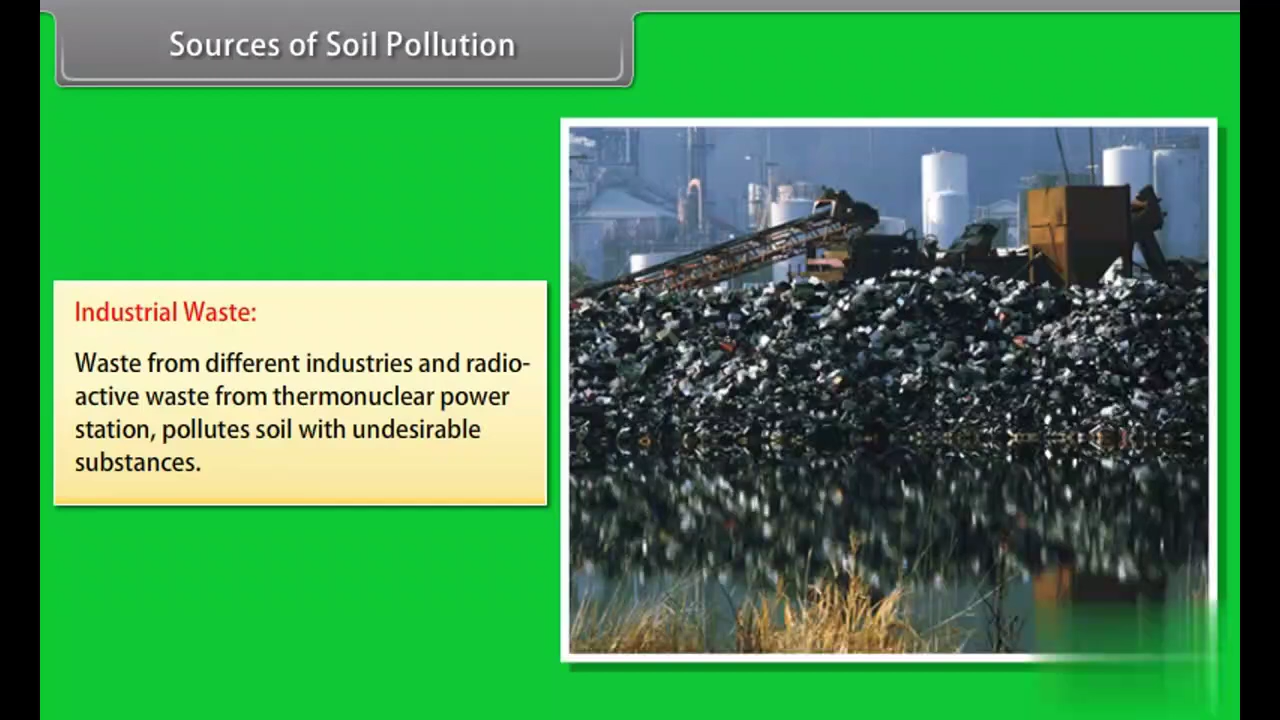 Sources of Soil Pollution
Industrial Waste:
Waste from different industries and radio-
active waste from thermonuclear power
station, pollutes soil with undesirable
substances.